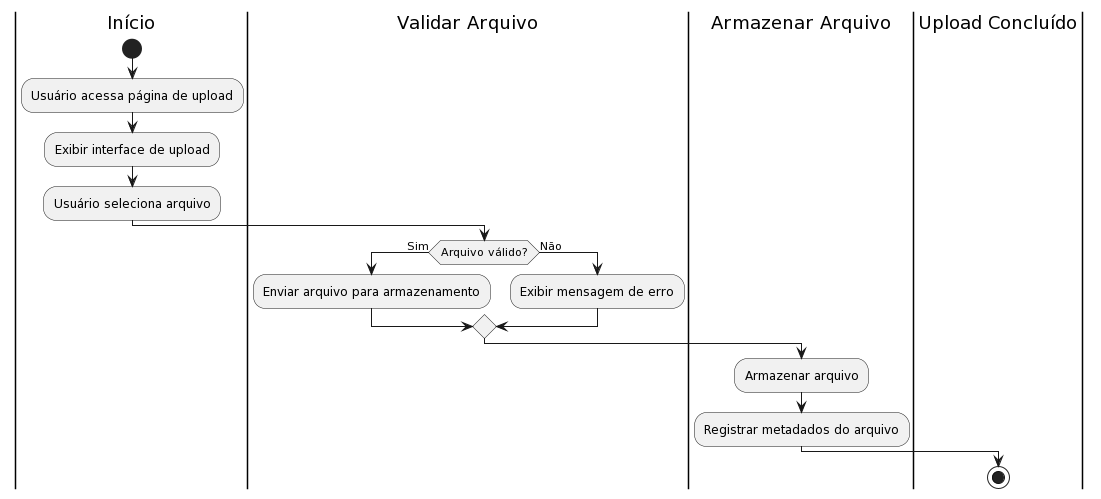 Início
Validar Arquivo
Armazenar Arquivo
Upload Concluído
Usuário acessa página de upload
Exibir interface de upload
Usuário seleciona arquivo
Sim
Arquivo válido?
Não
Enviar arquivo para armazenamento
Exibir mensagem de erro
Armazenar arquivo
Registrar metadados do arquivo